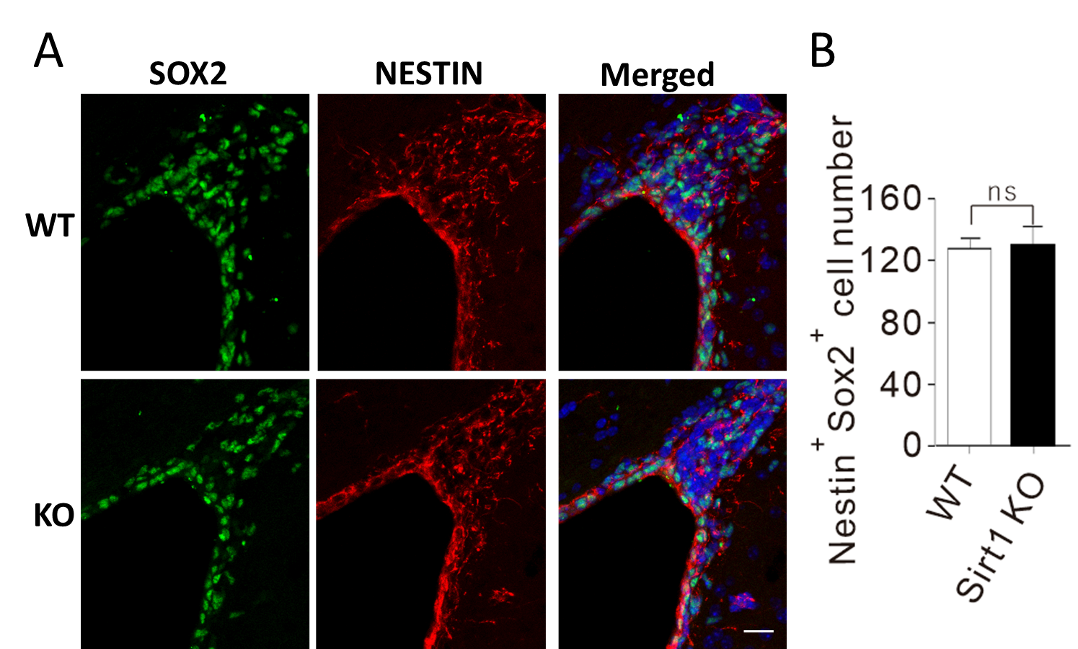 A
B
SOX2 NESTIN Merged
WT
KO
Nestin⁺ Sox2⁺ cell number
160
120
80
40
0
ns
WT
Sirt1 KO